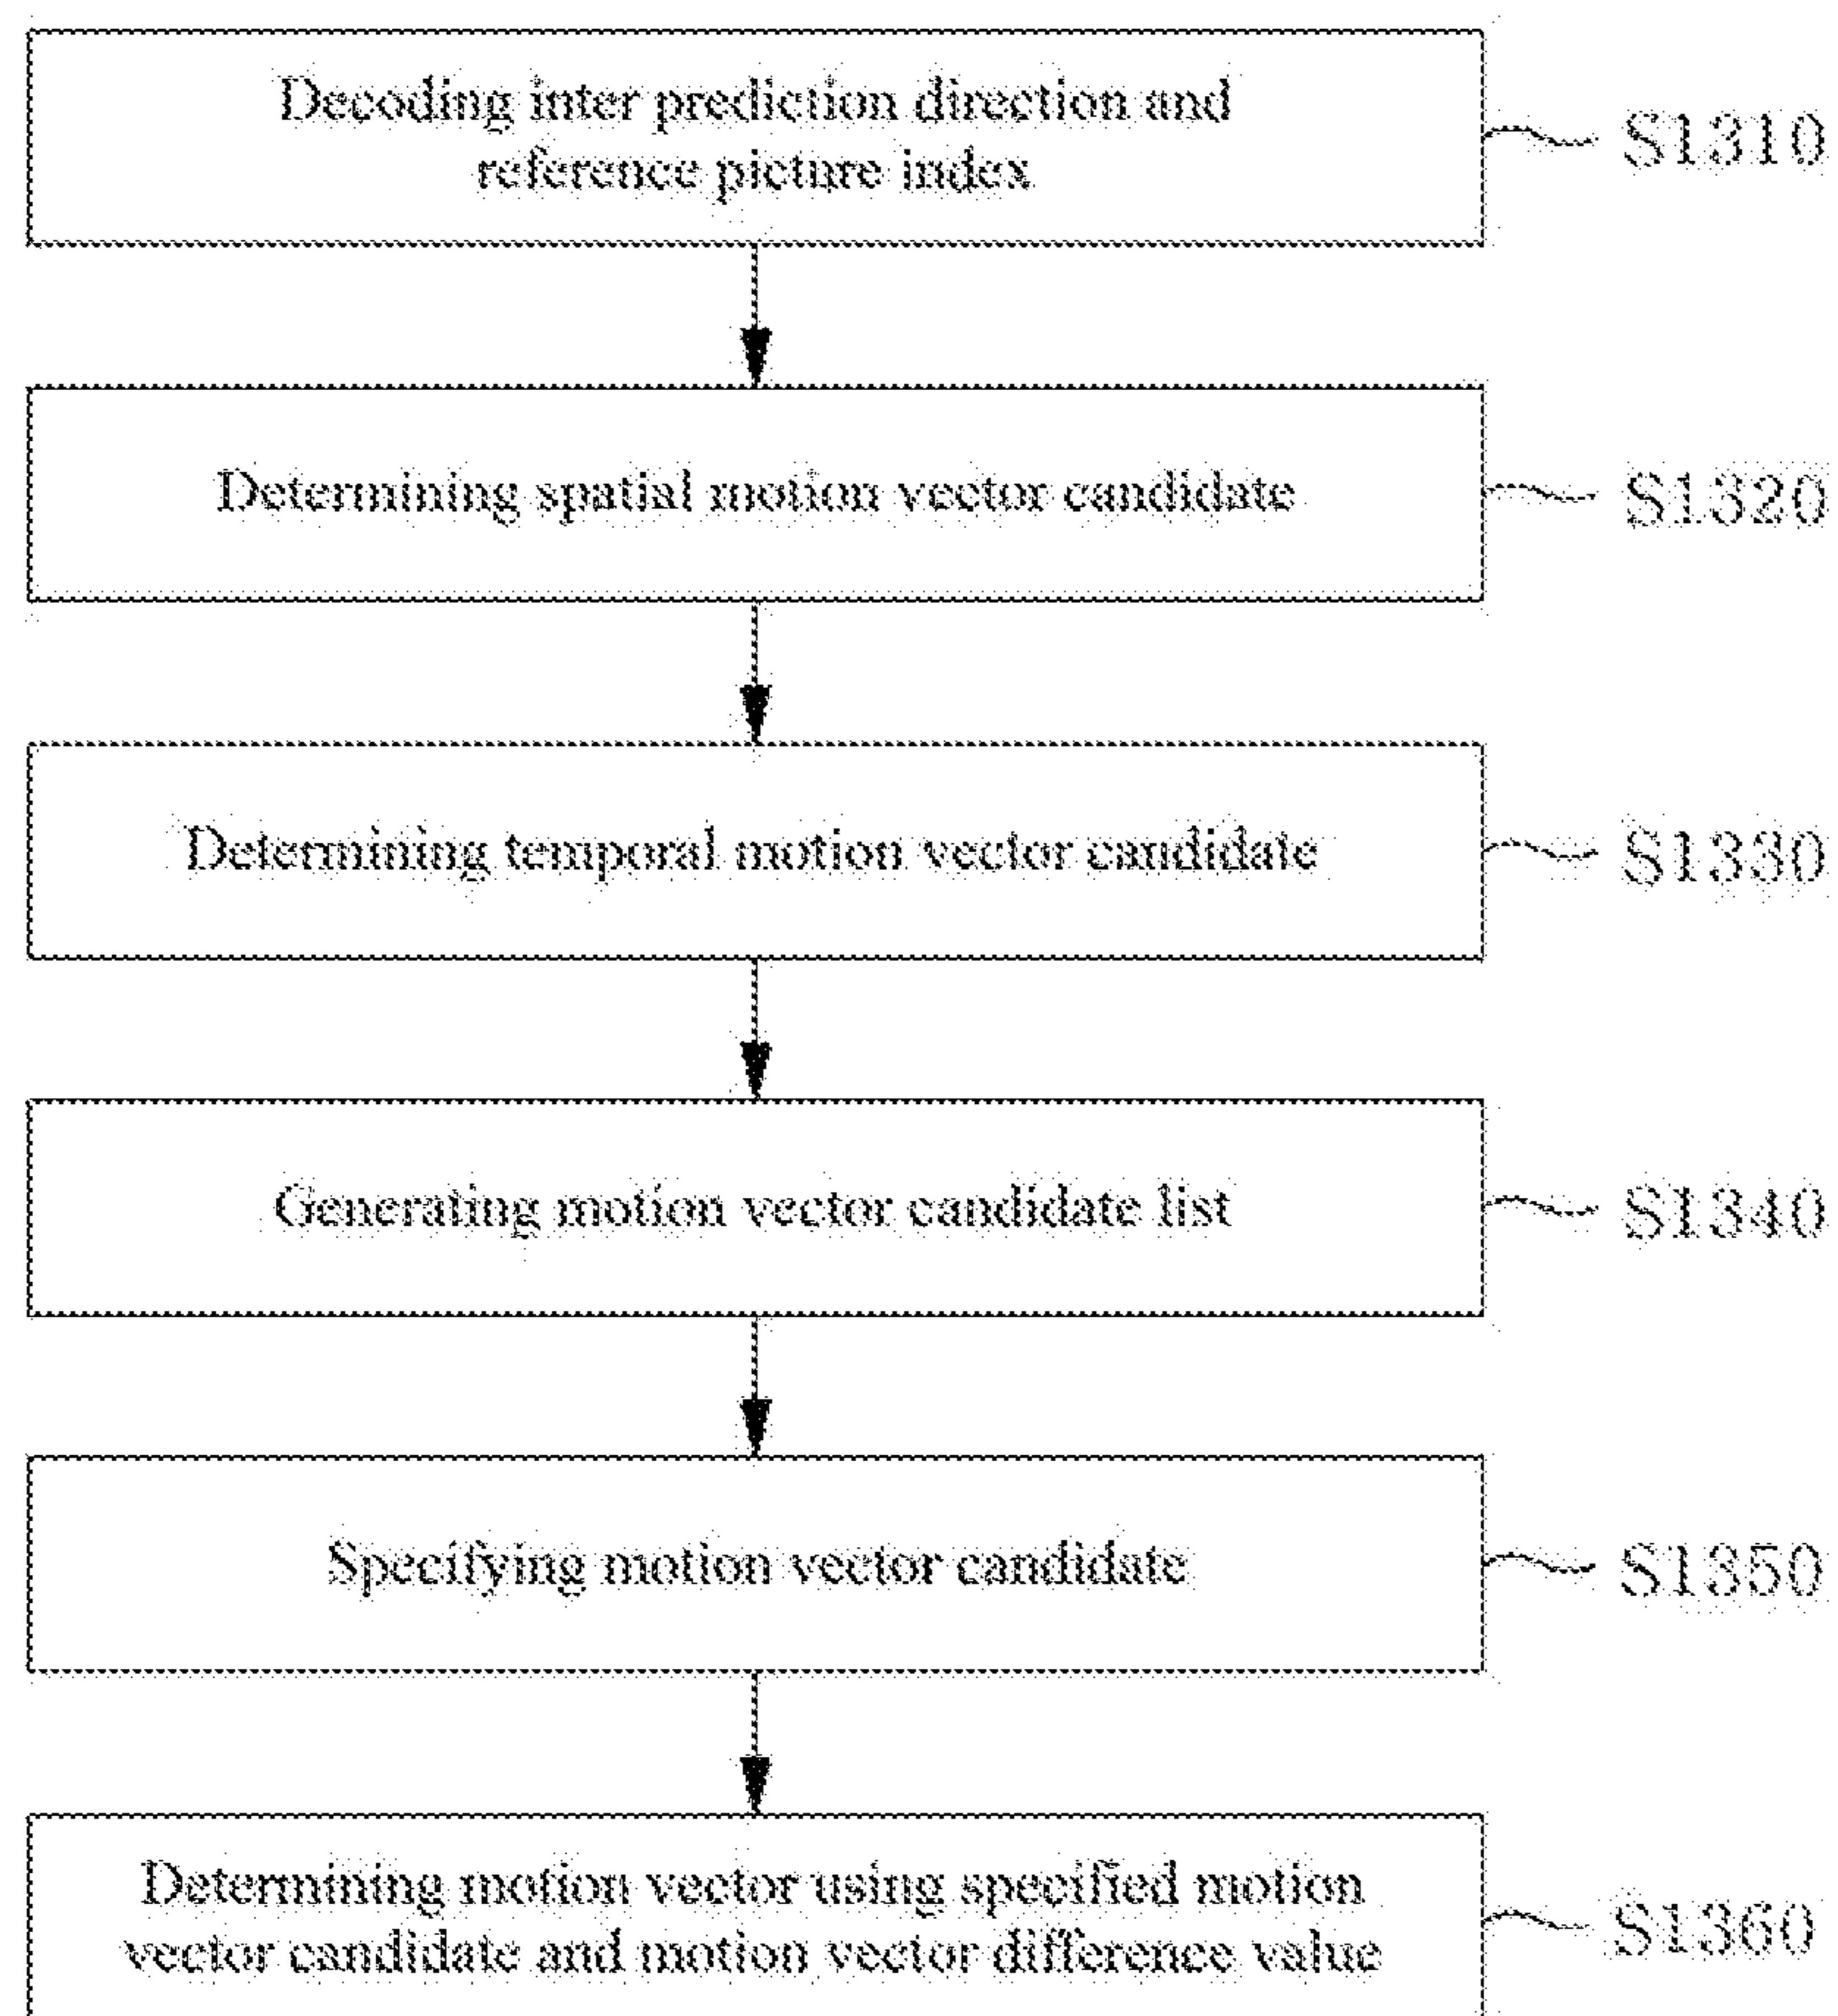 Decoding inter prediction direction and
reference picture index
S1310
Determining spatial motion vector candidate
S1320
Determining temporal motion vector candidate
S1330
Generating motion vector candidate list
S1340
Specifying motion vector candidate
S1350
Determining motion vector using specified motion
vector candidate and motion vector difference value
S1360